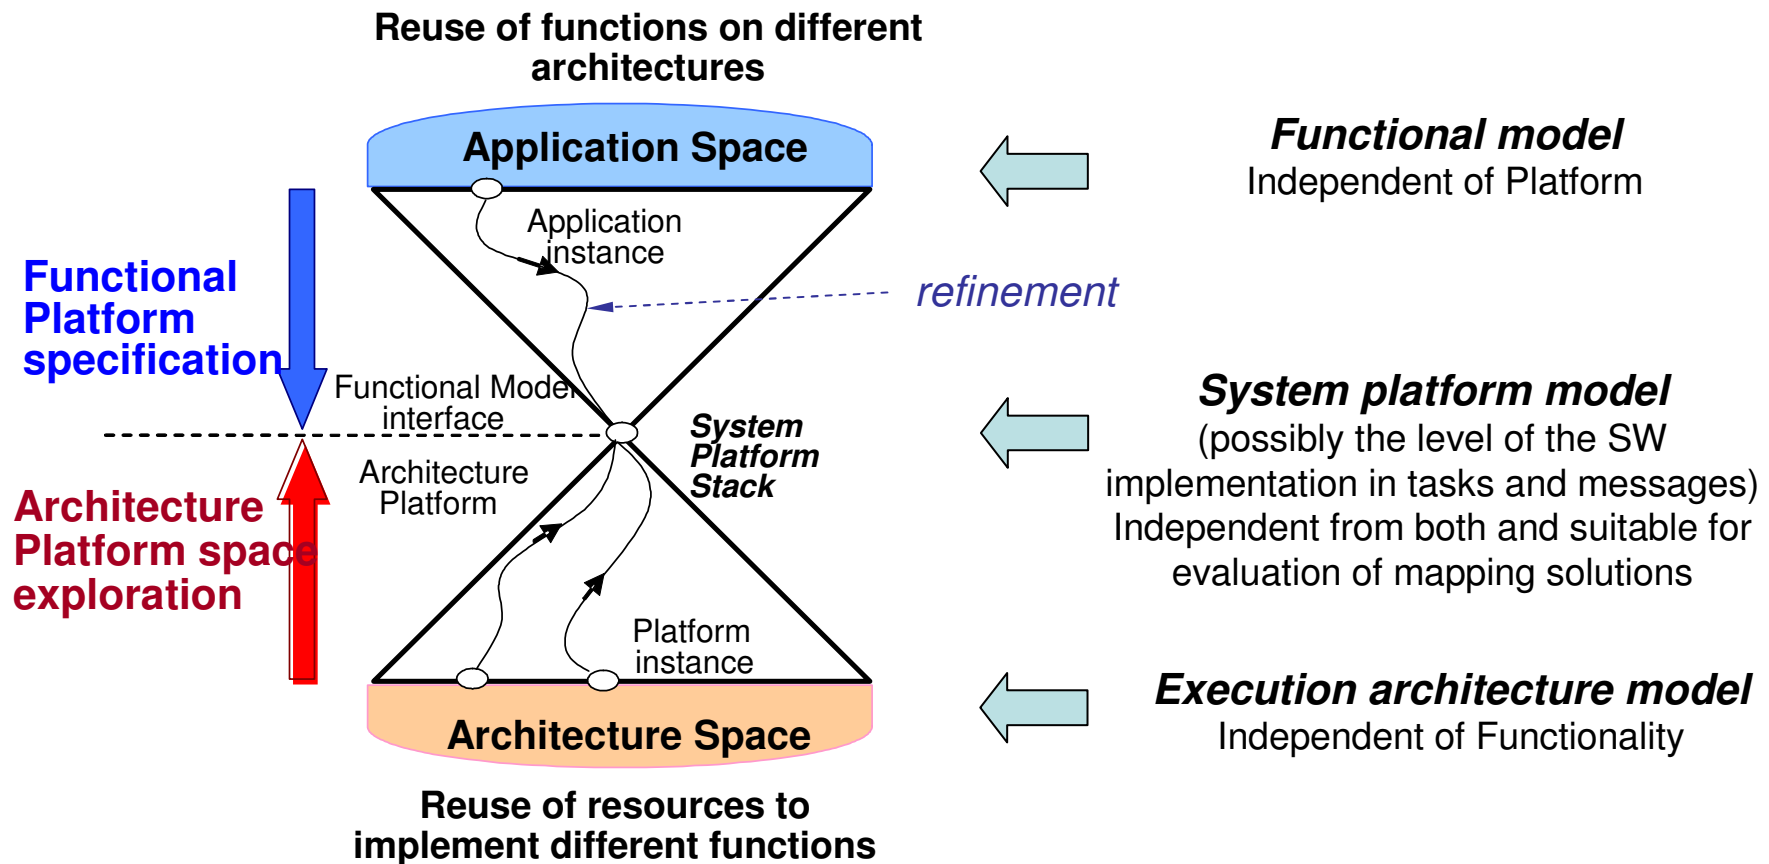 Reuse of functions on different
architectures
Application Space
Functional model
Independent of Platform
Application
instance
Functional
Platform
specification
refinement
Functional Model
interface
System
Platform
Stack
System platform model
(possibly the level of the SW
implementation in tasks and messages)
Independent from both and suitable for
evaluation of mapping solutions
Architecture
Platform
Architecture
Platform space
exploration
Platform
instance
Execution architecture model
Independent of Functionality
Architecture Space
Reuse of resources to
implement different functions